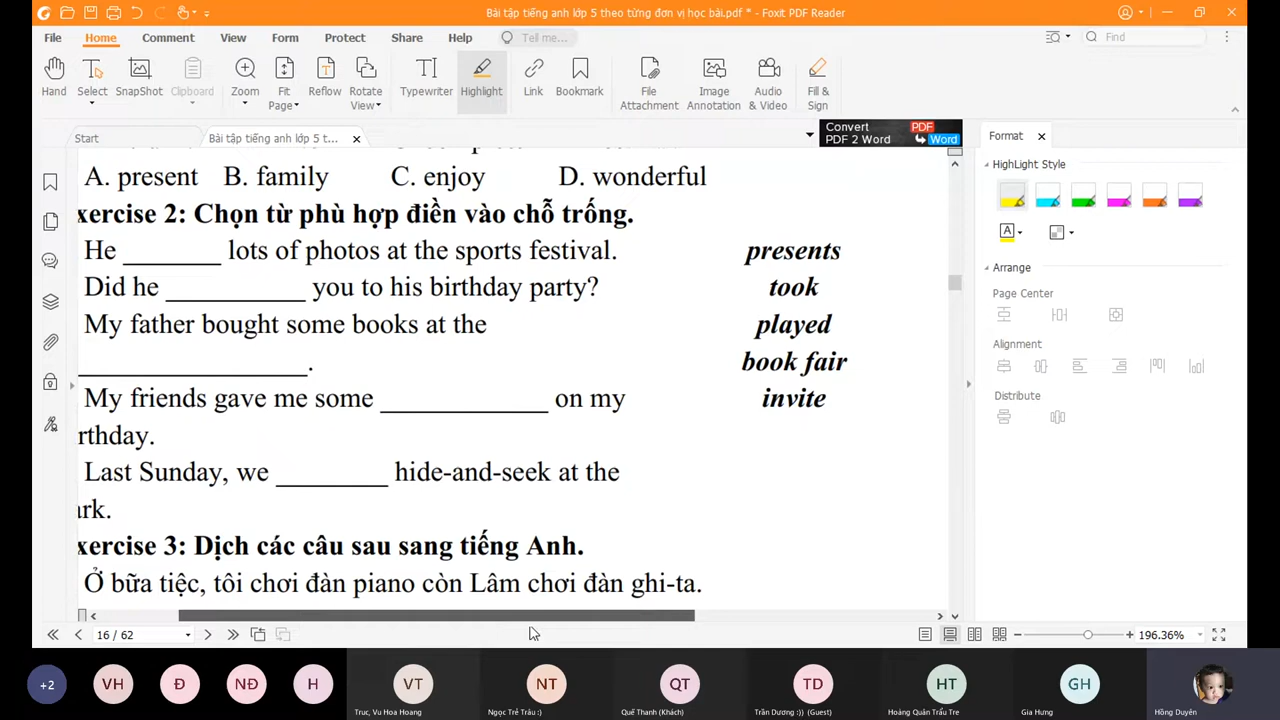 Bài tập tiếng anh lớp 5 theo từng đơn vị học bài.pdf * - Foxit PDF Reader
File Home Comment View Form Protect Share Help Tell me... Find
Hand Select SnapShot Clipboard Zoom Fit Page Reflow Rotate View Typewriter Highlight Link Bookmark File Attachment Image Annotation Audio & Video Fill & Sign
Start Bài tập tiếng anh lớp 5 t... Convert PDF 2 Word PDF Word Format
A. present B. family C. enjoy D. wonderful
xercise 2: Chọn từ phù hợp điền vào chỗ trống.
He _______ lots of photos at the sports festival. presents
Did he __________ you to his birthday party? took
My father bought some books at the played
_________________. book fair
My friends gave me some ____________ on my invite
rthday.
Last Sunday, we ________ hide-and-seek at the
ark.
xercise 3: Dịch các câu sau sang tiếng Anh.
Ở bữa tiệc, tôi chơi đàn piano còn Lâm chơi đàn ghi-ta.
HighLight Style
Arrange
Page Center
Alignment
Distribute
16 / 62 196.36%
+2 VH Đ NĐ H VT NT QT TD HT GH
Truc, Vu Hoa Hoang Ngọc Trẻ Trâu :) Quế Thanh (Khách) Trần Dương :)) (Guest) Hoàng Quân Trẩu Tre Gia Hưng Hồng Duyên